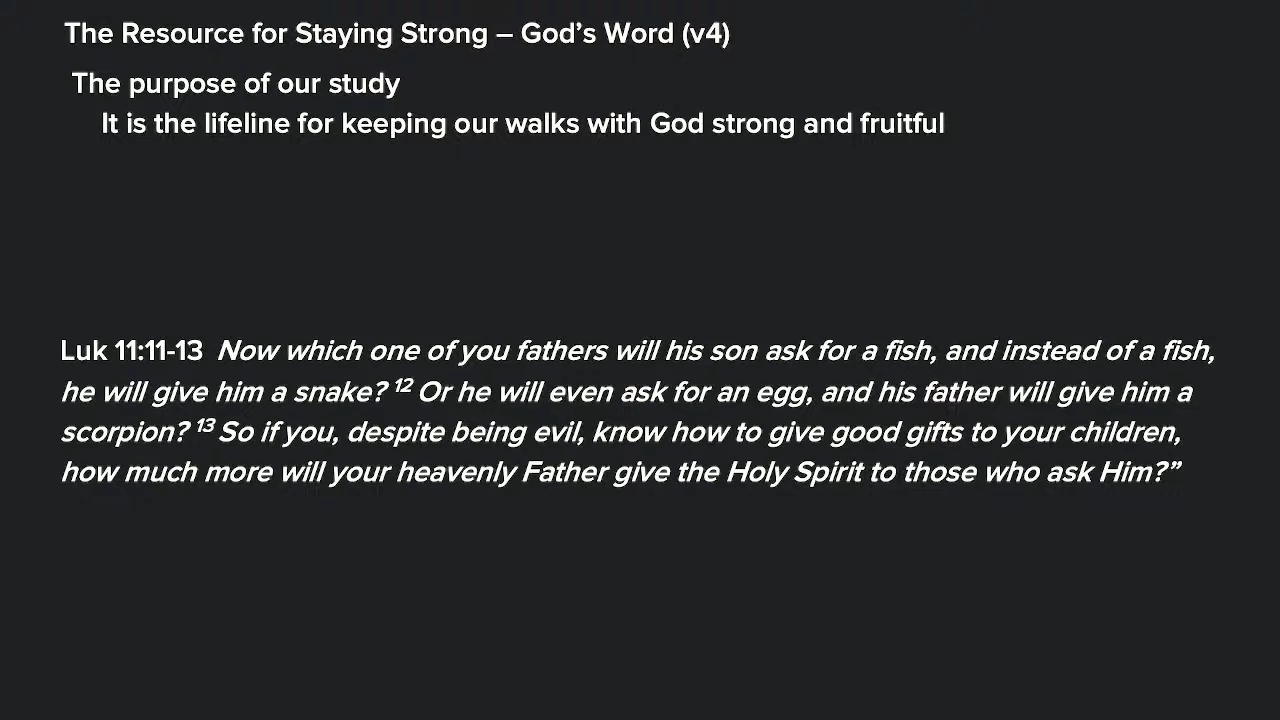 The Resource for Staying Strong – God’s Word (v4)
The purpose of our study
It is the lifeline for keeping our walks with God strong and fruitful
Luk 11:11-13 Now which one of you fathers will his son ask for a fish, and instead of a fish,
he will give him a snake? 12 Or he will even ask for an egg, and his father will give him a
scorpion? 13 So if you, despite being evil, know how to give good gifts to your children,
how much more will your heavenly Father give the Holy Spirit to those who ask Him?”